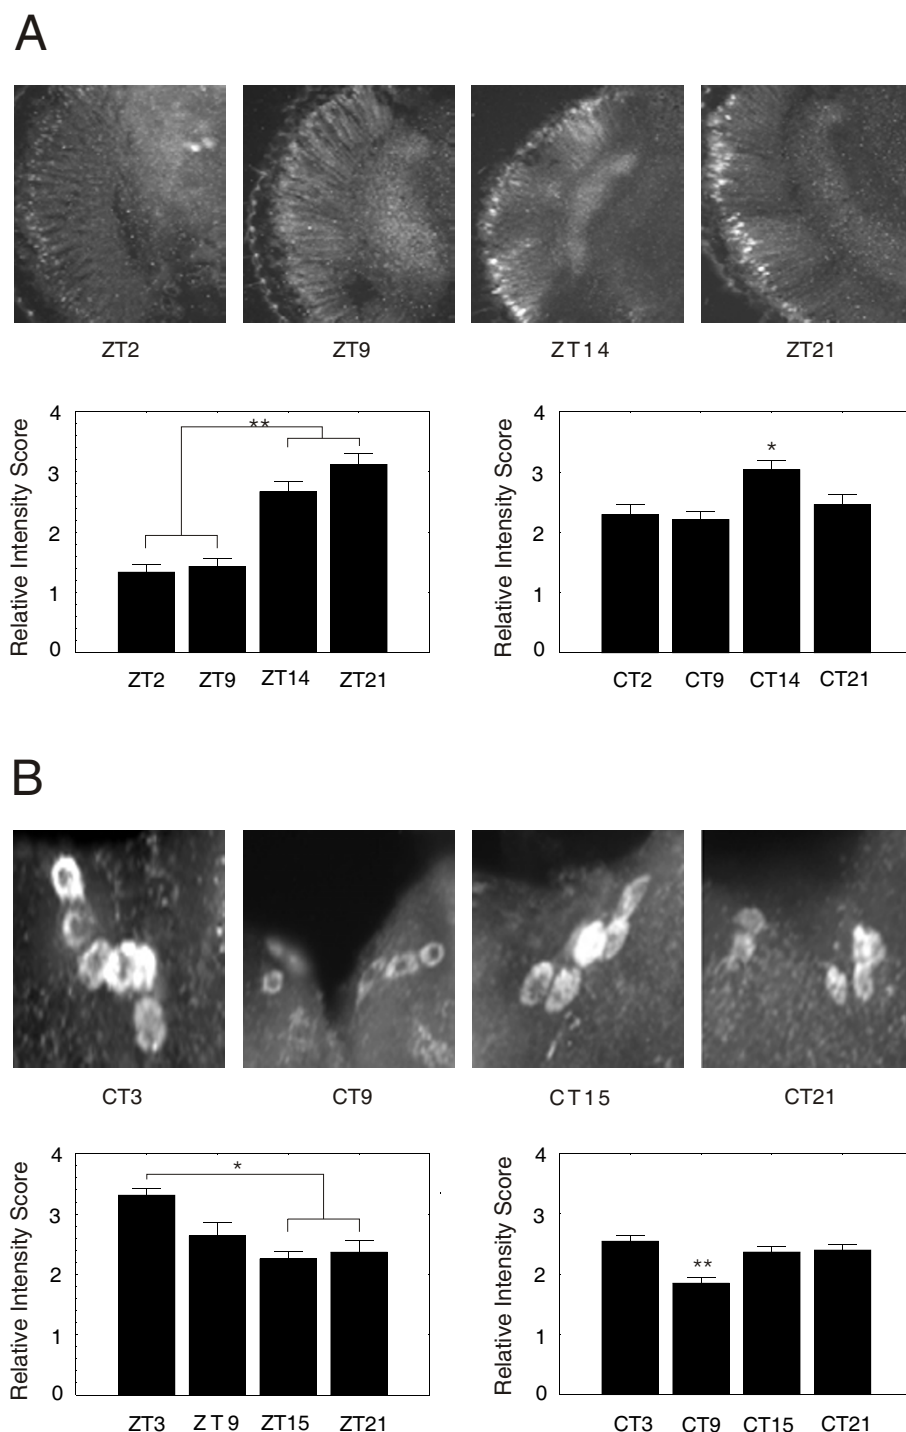 A
ZT2 ZT9 ZT14 ZT21
Relative Intensity Score
4
3
2
1
0
**
ZT2 ZT9 ZT14 ZT21
Relative Intensity Score
4
3
2
1
0
*
CT2 CT9 CT14 CT21
B
CT3 CT9 CT15 CT21
Relative Intensity Score
4
3
2
1
0
*
ZT3 ZT9 ZT15 ZT21
Relative Intensity Score
4
3
2
1
0
**
CT3 CT9 CT15 CT21